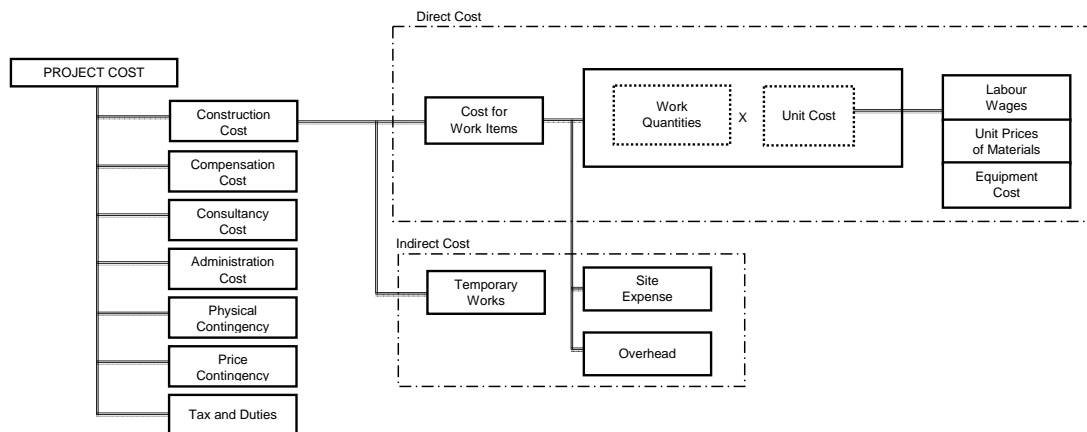 Direct Cost
PROJECT COST
Construction
Cost
Cost for
Work Items
Work
Quantities
X
Unit Cost
Labour
Wages
Unit Prices
of Materials
Equipment
Cost
Compensation
Cost
Consultancy
Cost
Indirect Cost
Administration
Cost
Temporary
Works
Site
Expense
Physical
Contingency
Overhead
Price
Contingency
Tax and Duties